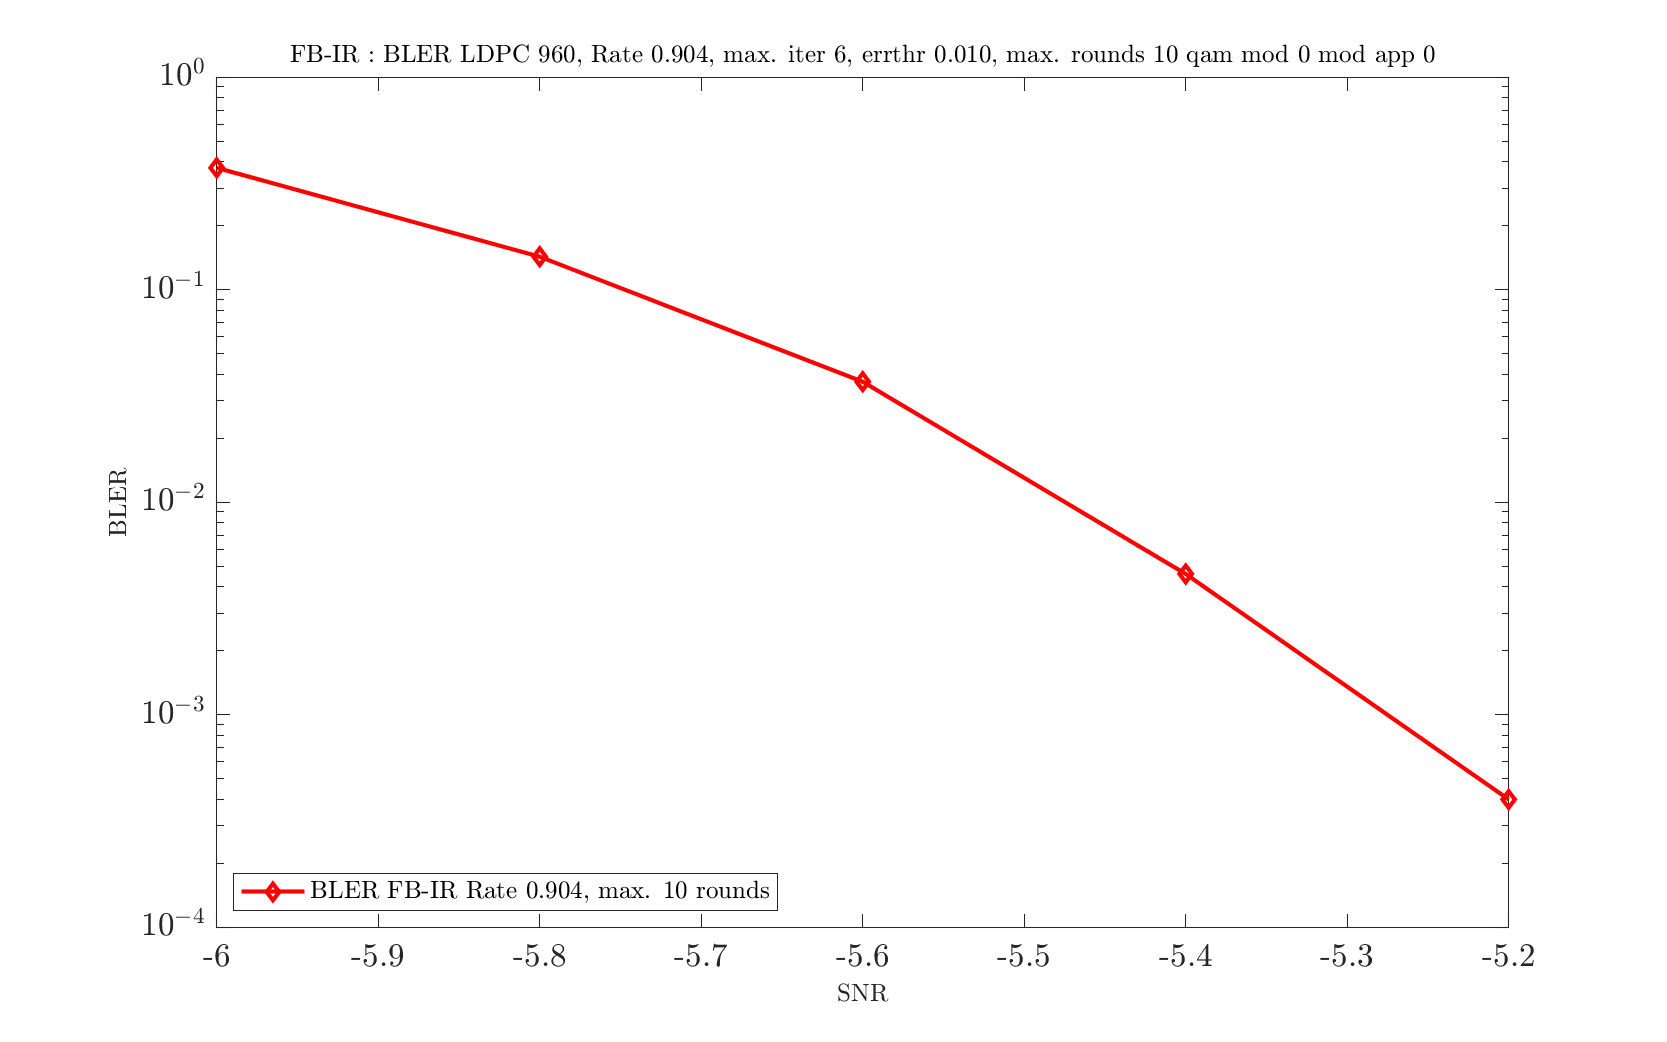 FB-IR : BLER LDPC 960, Rate 0.904, max. iter 6, errthr 0.010, max. rounds 10 qam mod 0 mod app 0
10^0
10^{-1}
10^{-2}
10^{-3}
10^{-4}
BLER
BLER FB-IR Rate 0.904, max. 10 rounds
-6 -5.9 -5.8 -5.7 -5.6 -5.5 -5.4 -5.3 -5.2
SNR